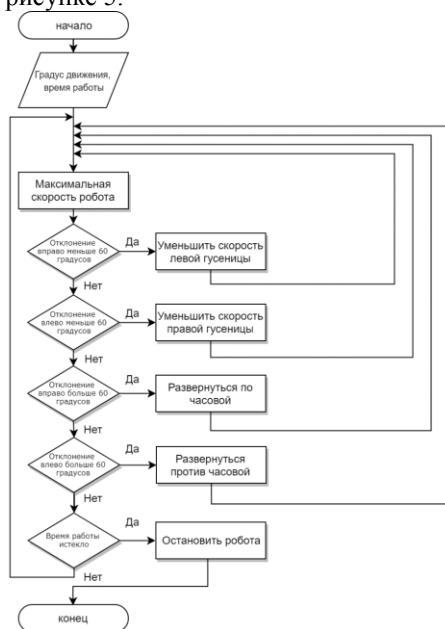 рисунке 5.
начало
Градус движения,
время работы
Максимальная
скорость робота
Отклонение
вправо меньше 60
градусов
Да
Уменьшить скорость
левой гусеницы
Нет
Отклонение
влево меньше 60
градусов
Да
Уменьшить скорость
правой гусеницы
Нет
Отклонение
вправо больше 60
градусов
Да
Развернуться по
часовой
Нет
Отклонение
влево больше 60
градусов
Да
Развернуться
против часовой
Нет
Время работы
истекло
Да
Остановить робота
Нет
конец